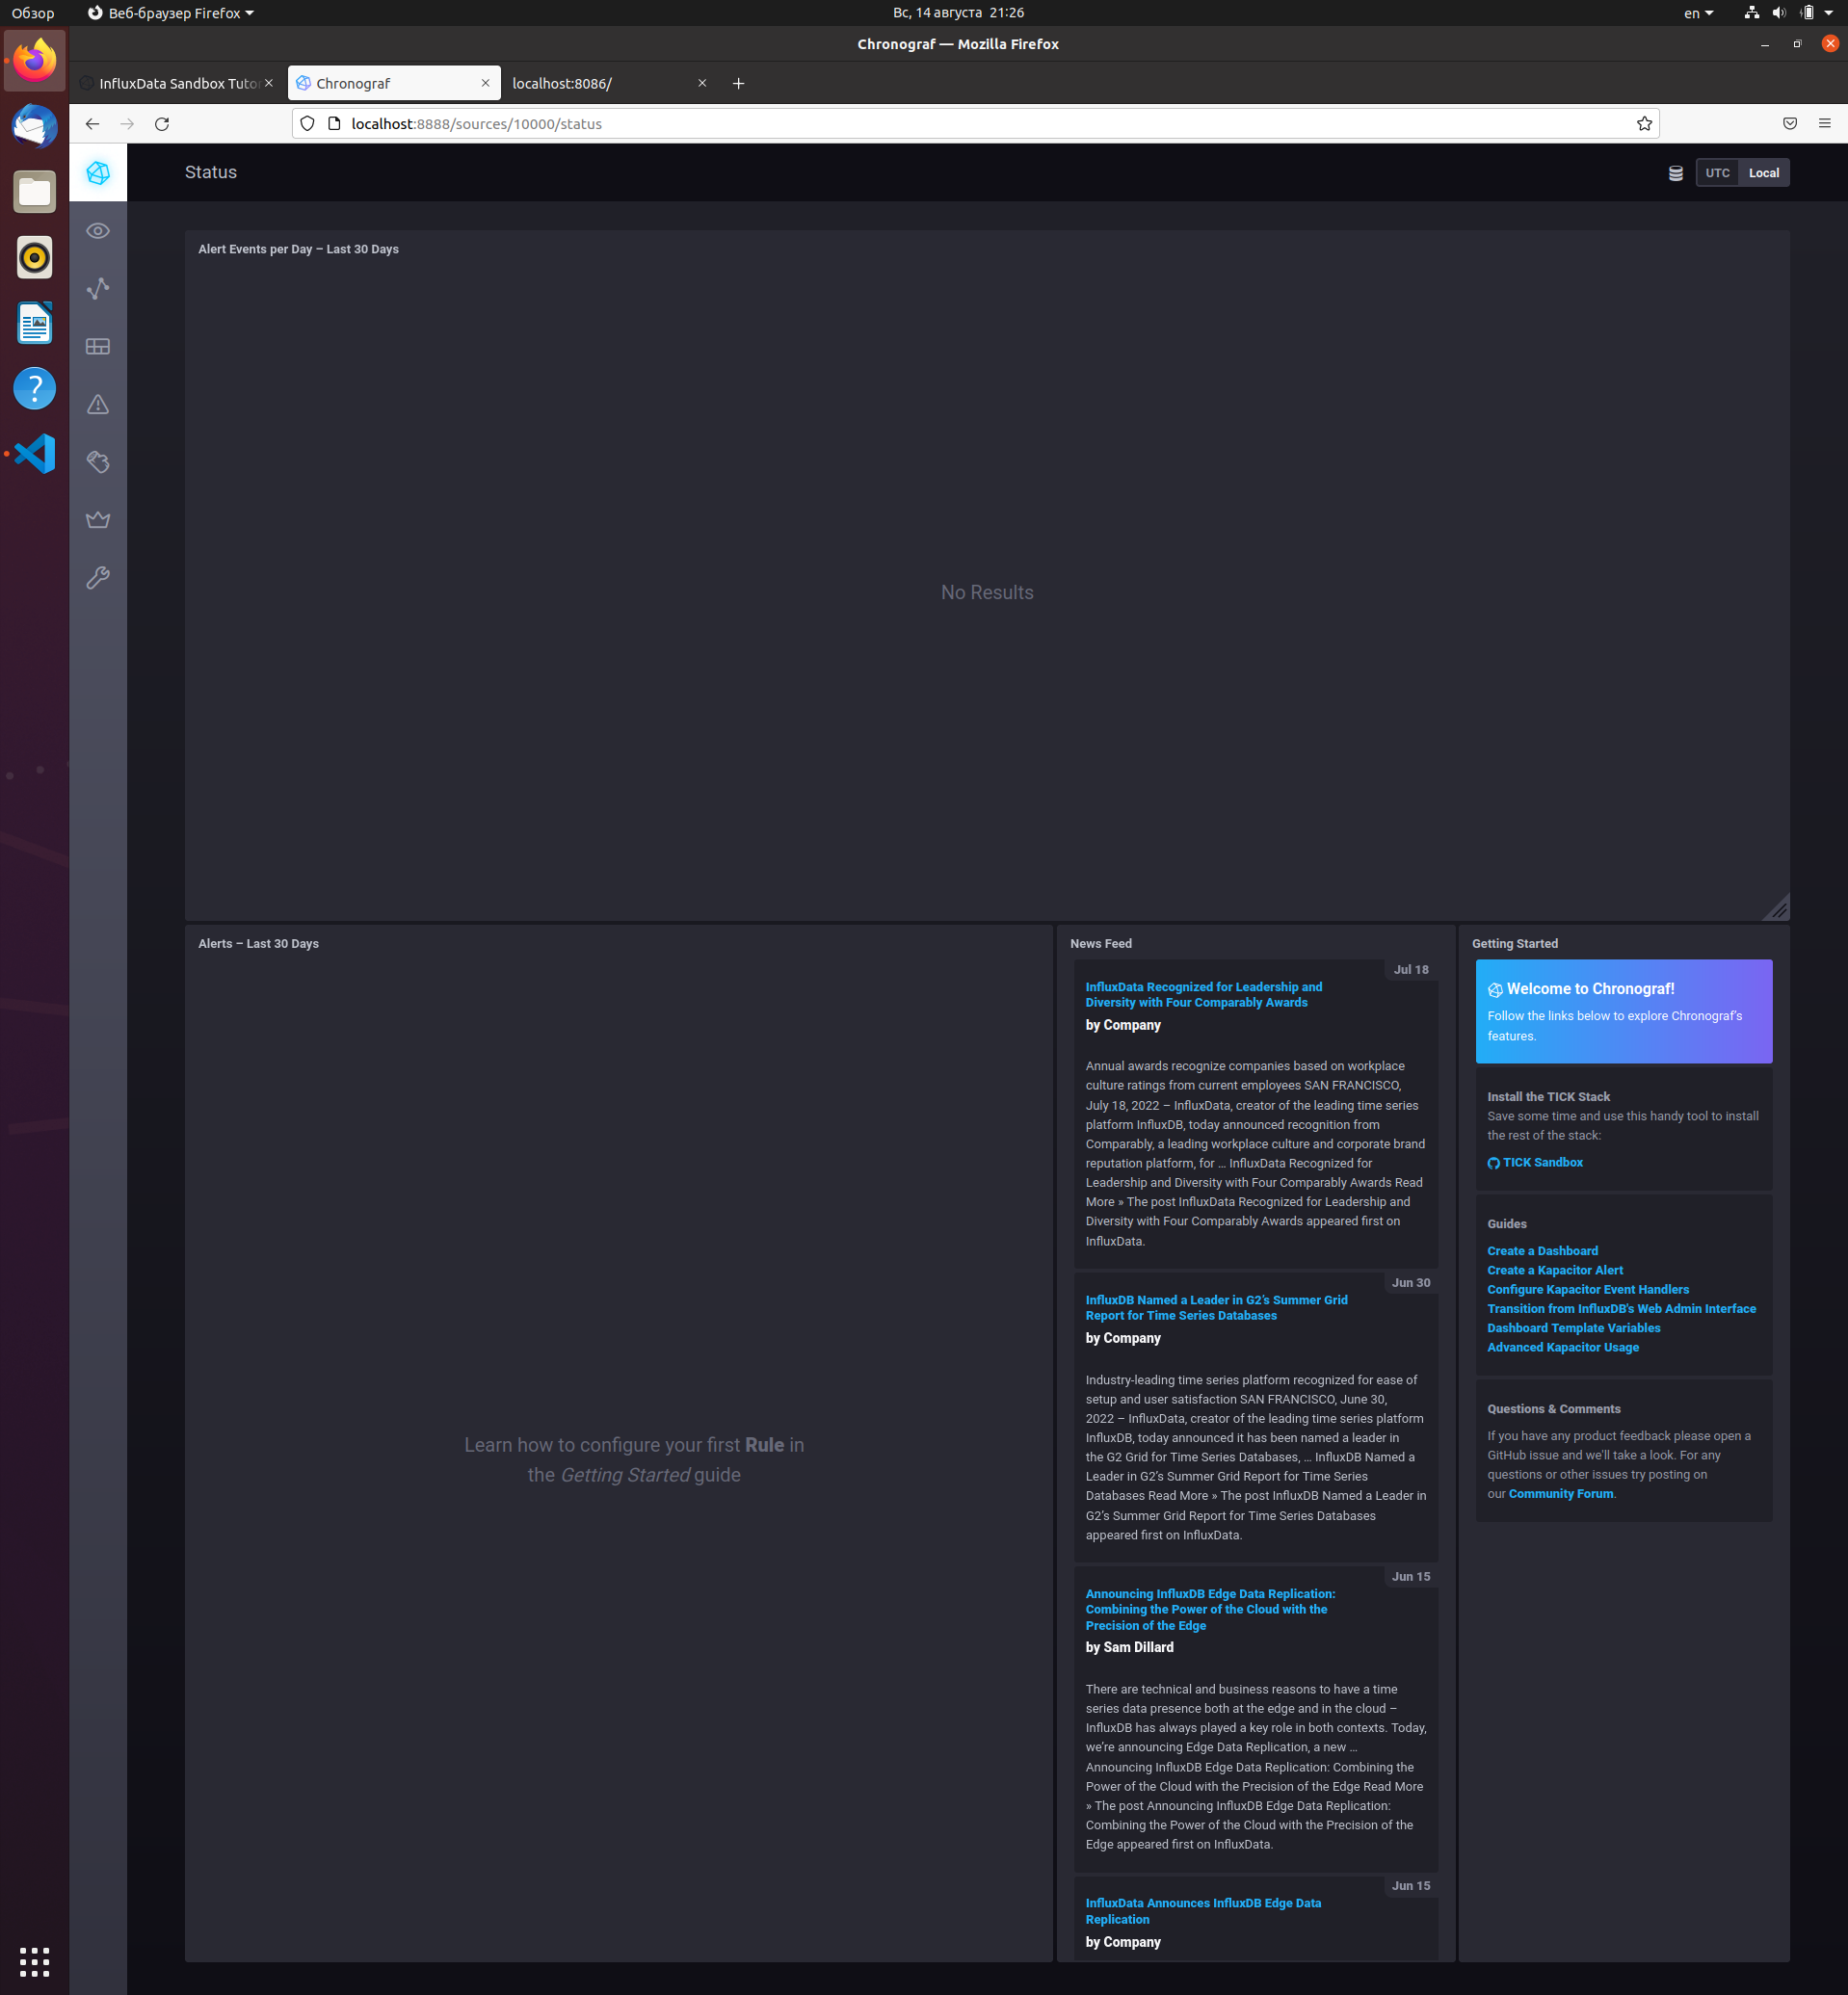 Обзор
Веб-браузер Firefox
Вс, 14 августа 21:26
en
Chronograf — Mozilla Firefox
InfluxData Sandbox Tutor
Chronograf
localhost:8086/
localhost:8888/sources/10000/status
Status
UTC
Local
Alert Events per Day – Last 30 Days
No Results
Alerts – Last 30 Days
Learn how to configure your first Rule in
the Getting Started guide
News Feed
Jul 18
InfluxData Recognized for Leadership and
Diversity with Four Comparably Awards
by Company
Annual awards recognize companies based on workplace
culture ratings from current employees SAN FRANCISCO,
July 18, 2022 – InfluxData, creator of the leading time series
platform InfluxDB, today announced recognition from
Comparably, a leading workplace culture and corporate brand
reputation platform, for … InfluxData Recognized for
Leadership and Diversity with Four Comparably Awards Read
More » The post InfluxData Recognized for Leadership and
Diversity with Four Comparably Awards appeared first on
InfluxData.
Jun 30
InfluxDB Named a Leader in G2’s Summer Grid
Report for Time Series Databases
by Company
Industry-leading time series platform recognized for ease of
setup and user satisfaction SAN FRANCISCO, June 30,
2022 – InfluxData, creator of the leading time series platform
InfluxDB, today announced it has been named a leader in
the G2 Grid for Time Series Databases, … InfluxDB Named a
Leader in G2’s Summer Grid Report for Time Series
Databases Read More » The post InfluxDB Named a Leader in
G2’s Summer Grid Report for Time Series Databases
appeared first on InfluxData.
Jun 15
Announcing InfluxDB Edge Data Replication:
Combining the Power of the Cloud with the
Precision of the Edge
by Sam Dillard
There are technical and business reasons to have a time
series data presence both at the edge and in the cloud –
InfluxDB has always played a key role in both contexts. Today,
we’re announcing Edge Data Replication, a new …
Announcing InfluxDB Edge Data Replication: Combining the
Power of the Cloud with the Precision of the Edge Read More
» The post Announcing InfluxDB Edge Data Replication:
Combining the Power of the Cloud with the Precision of the
Edge appeared first on InfluxData.
Jun 15
InfluxData Announces InfluxDB Edge Data
Replication
by Company
Getting Started
Welcome to Chronograf!
Follow the links below to explore Chronograf’s
features.
Install the TICK Stack
Save some time and use this handy tool to install
the rest of the stack:
TICK Sandbox
Guides
Create a Dashboard
Create a Kapacitor Alert
Configure Kapacitor Event Handlers
Transition from InfluxDB's Web Admin Interface
Dashboard Template Variables
Advanced Kapacitor Usage
Questions & Comments
If you have any product feedback please open a
GitHub issue and we'll take a look. For any
questions or other issues try posting on
our Community Forum.